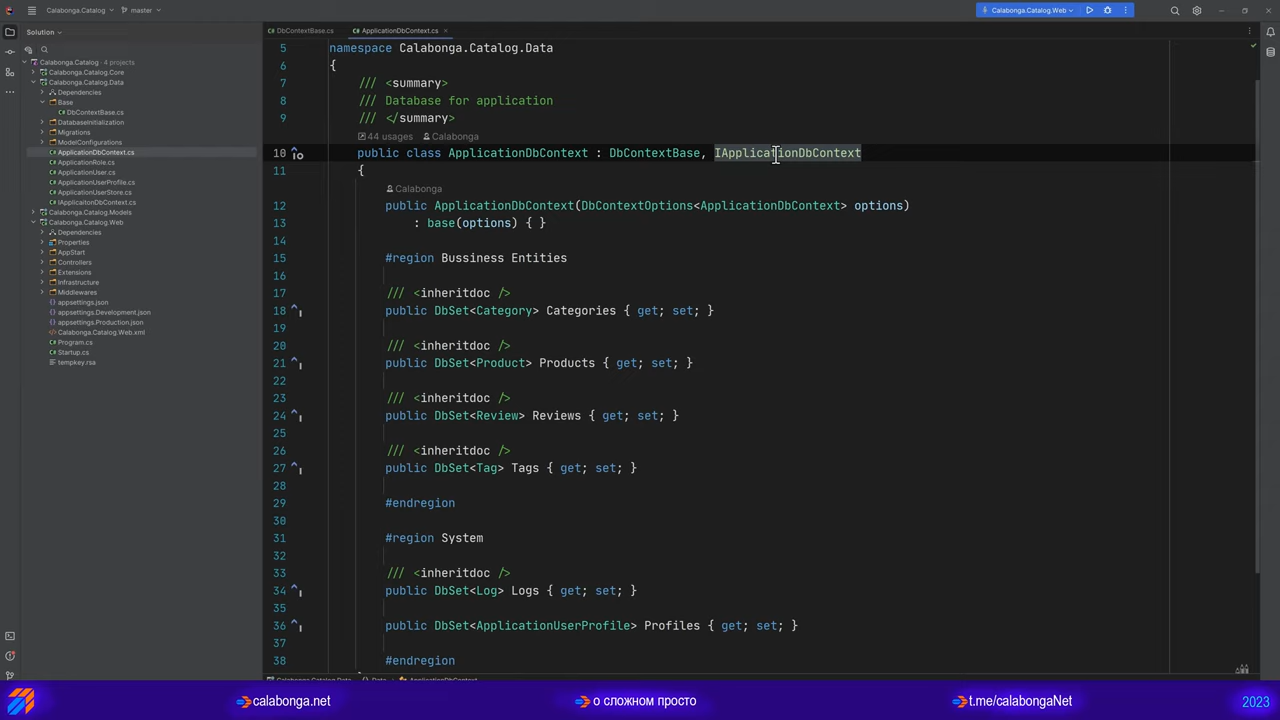 Calabonga.Catalog master Calabonga.Catalog.Web
Solution DbContextBase.cs ApplicationDbContext.cs
Calabonga.Catalog · 4 projects
Calabonga.Catalog.Core
Calabonga.Catalog.Data
Dependencies
Base
DbContextBase.cs
DatabaseInitialization
Migrations
ModelConfigurations
ApplicationDbContext.cs
ApplicationRole.cs
ApplicationUser.cs
ApplicationUserProfile.cs
ApplicationUserStore.cs
IApplicaitonDbContext.cs
Calabonga.Catalog.Models
Calabonga.Catalog.Web
Dependencies
Properties
AppStart
Controllers
Extensions
Infrastructure
Middlewares
appsettings.json
appsettings.Development.json
appsettings.Production.json
Calabonga.Catalog.Web.xml
Program.cs
Startup.cs
tempkey.rsa
5 namespace Calabonga.Catalog.Data
6 {
7 /// <summary>
8 /// Database for application
9 /// </summary>
44 usages Calabonga
10 public class ApplicationDbContext : DbContextBase, IApplicationDbContext
11 {
Calabonga
12 public ApplicationDbContext(DbContextOptions<ApplicationDbContext> options)
13 : base(options) { }
14
15 #region Bussiness Entities
16
17 /// <inheritdoc />
18 public DbSet<Category> Categories { get; set; }
19
20 /// <inheritdoc />
21 public DbSet<Product> Products { get; set; }
22
23 /// <inheritdoc />
24 public DbSet<Review> Reviews { get; set; }
25
26 /// <inheritdoc />
27 public DbSet<Tag> Tags { get; set; }
28
29 #endregion
30
31 #region System
32
33 /// <inheritdoc />
34 public DbSet<Log> Logs { get; set; }
35
36 public DbSet<ApplicationUserProfile> Profiles { get; set; }
37
38 #endregion
calabonga.net о сложном просто t.me/calabongaNet 2023